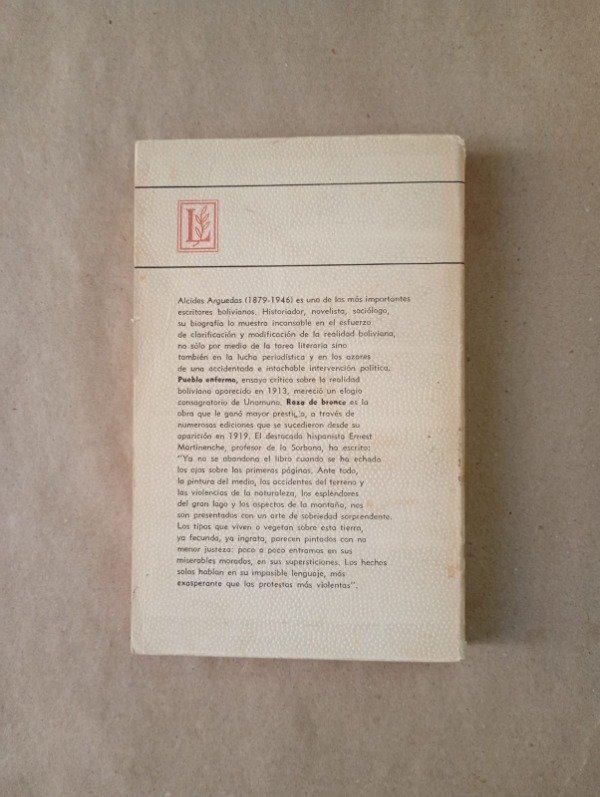 L
Alcides Arguedas (1879-1946) es uno de los más importantes
escritores bolivianos. Historiador, novelista, sociólogo,
su biografía lo muestra incansable en el esfuerzo
de clarificación y modificación de la realidad boliviana,
no sólo por medio de la tarea literaria sino
también en la lucha periodística y en los azares
de una accidentada e intachable intervención política.
Pueblo enfermo, ensayo crítico sobre la realidad
boliviana aparecido en 1913, mereció un elogio
consagratorio de Unamuno. Raza de bronce es la
obra que le ganó mayor prestigio, a través de
numerosas ediciones que se sucedieron desde su
aparición en 1919. El destacado hispanista Ernest
Martinenche, profesor de la Sorbona, ha escrito:
"Ya no se abandona el libro cuando se ha echado
los ojos sobre las primeras páginas. Ante todo,
la pintura del medio, los accidentes del terreno y
las violencias de la naturaleza, los esplendores
del gran lago y los aspectos de la montaña, nos
son presentados con un arte de sobriedad sorprendente.
Los tipos que viven o vegetan sobre esta tierra,
ya fecunda, ya ingrata, parecen pintados con no
menor justeza: poco a poco entramos en sus
miserables moradas, en sus supersticiones. Los hechos
solos hablan en su impasible lenguaje, más
exasperante que las protestas más violentas".